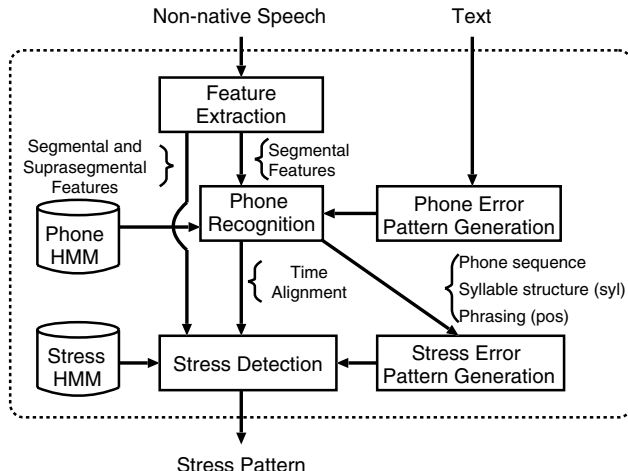 Non-native Speech
Text
Feature
Extraction
Segmental and
Suprasegmental
Features
Segmental
Features
Phone
HMM
Phone
Recognition
Phone Error
Pattern Generation
Time
Alignment
Phone sequence
Syllable structure (syl)
Phrasing (pos)
Stress
HMM
Stress Detection
Stress Error
Pattern Generation
Stress Pattern